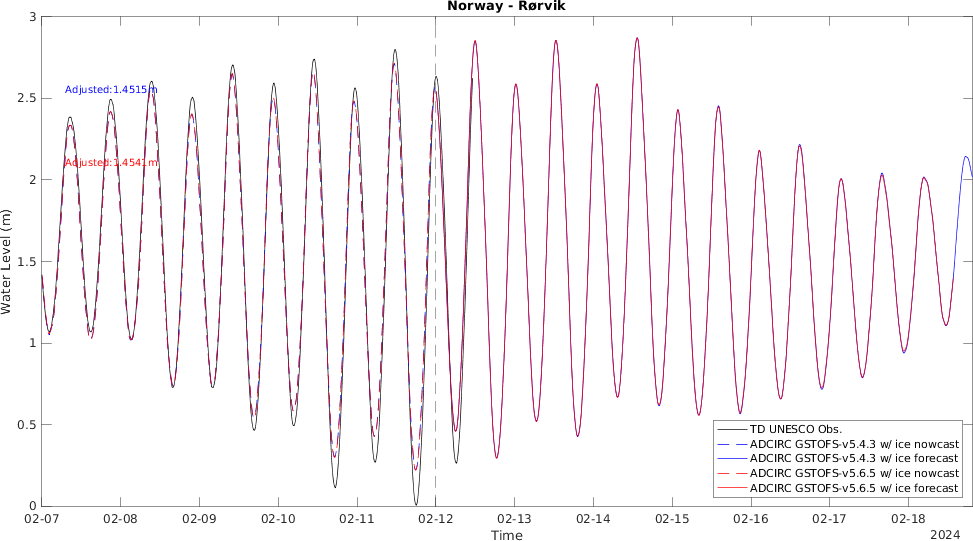 Norway - Rørvik
3
2.5
2
1.5
1
0.5
0
Water Level (m)
Adjusted:1.4515m
Adjusted:1.4541m
TD UNESCO Obs.
ADCIRC GSTOFS-v5.4.3 w/ ice nowcast
ADCIRC GSTOFS-v5.4.3 w/ ice forecast
ADCIRC GSTOFS-v5.6.5 w/ ice nowcast
ADCIRC GSTOFS-v5.6.5 w/ ice forecast
02-07 02-08 02-09 02-10 02-11 02-12 02-13 02-14 02-15 02-16 02-17 02-18
Time
2024